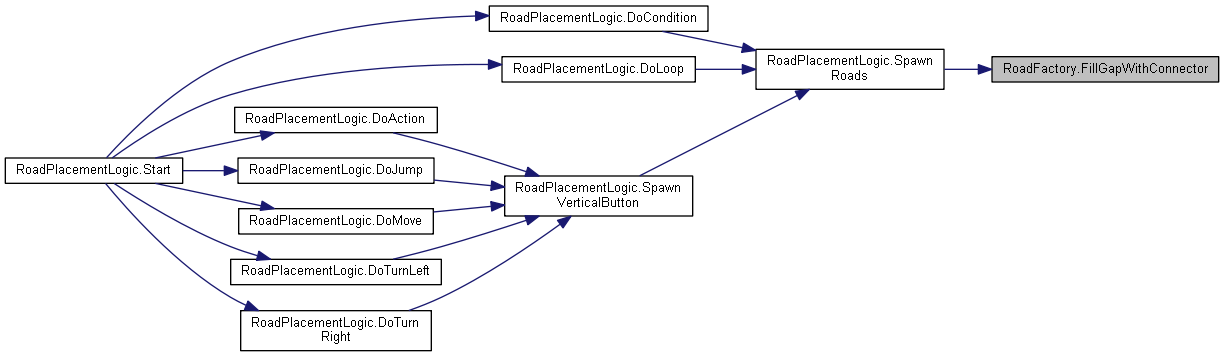 RoadPlacementLogic.DoCondition
RoadPlacementLogic.DoLoop
RoadPlacementLogic.Spawn
Roads
RoadFactory.FillGapWithConnector
RoadPlacementLogic.DoAction
RoadPlacementLogic.Start
RoadPlacementLogic.DoJump
RoadPlacementLogic.Spawn
VerticalButton
RoadPlacementLogic.DoMove
RoadPlacementLogic.DoTurnLeft
RoadPlacementLogic.DoTurn
Right